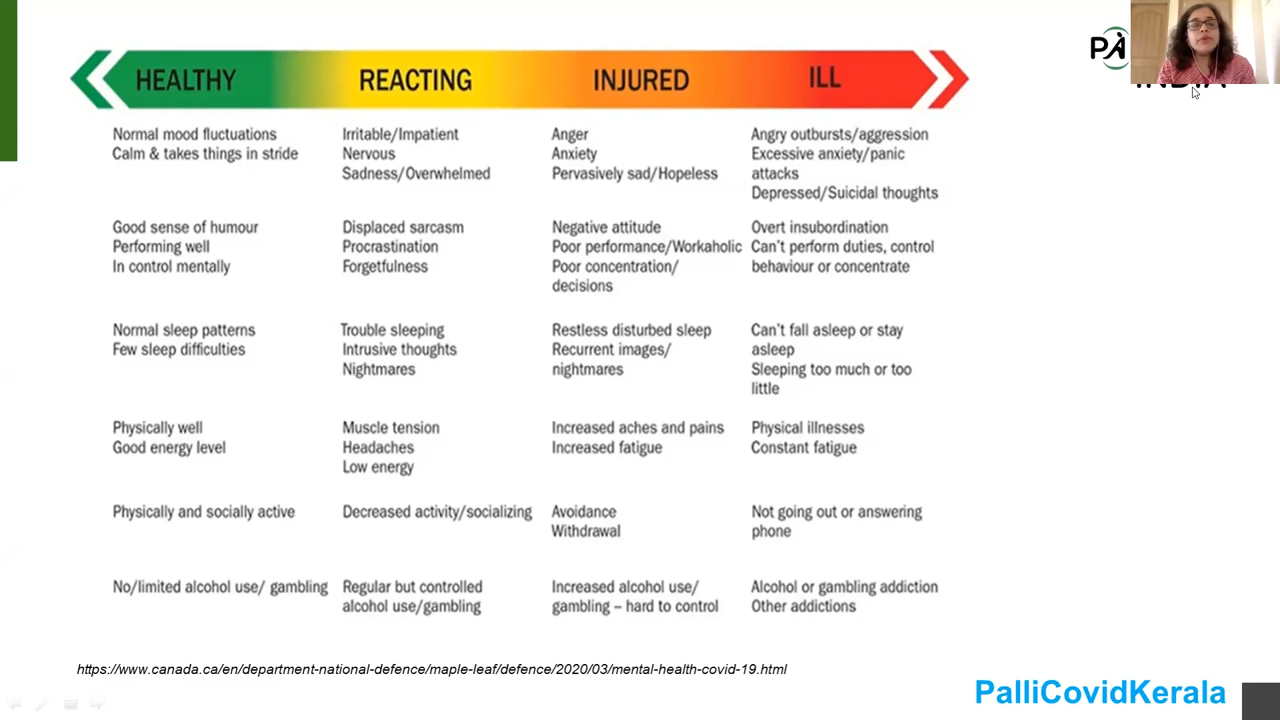 HEALTHY REACTING INJURED ILL
Normal mood fluctuations
Calm & takes things in stride
Irritable/Impatient
Nervous
Sadness/Overwhelmed
Anger
Anxiety
Pervasively sad/Hopeless
Angry outbursts/aggression
Excessive anxiety/panic
attacks
Depressed/Suicidal thoughts
Good sense of humour
Performing well
In control mentally
Displaced sarcasm
Procrastination
Forgetfulness
Negative attitude
Poor performance/Workaholic
Poor concentration/
decisions
Overt insubordination
Can't perform duties, control
behaviour or concentrate
Normal sleep patterns
Few sleep difficulties
Trouble sleeping
Intrusive thoughts
Nightmares
Restless disturbed sleep
Recurrent images/
nightmares
Can't fall asleep or stay
asleep
Sleeping too much or too
little
Physically well
Good energy level
Muscle tension
Headaches
Low energy
Increased aches and pains
Increased fatigue
Physical illnesses
Constant fatigue
Physically and socially active
Decreased activity/socializing
Avoidance
Withdrawal
Not going out or answering
phone
No/limited alcohol use/ gambling
Regular but controlled
alcohol use/gambling
Increased alcohol use/
gambling – hard to control
Alcohol or gambling addiction
Other addictions
https://www.canada.ca/en/department-national-defence/maple-leaf/defence/2020/03/mental-health-covid-19.html
PalliCovidKerala